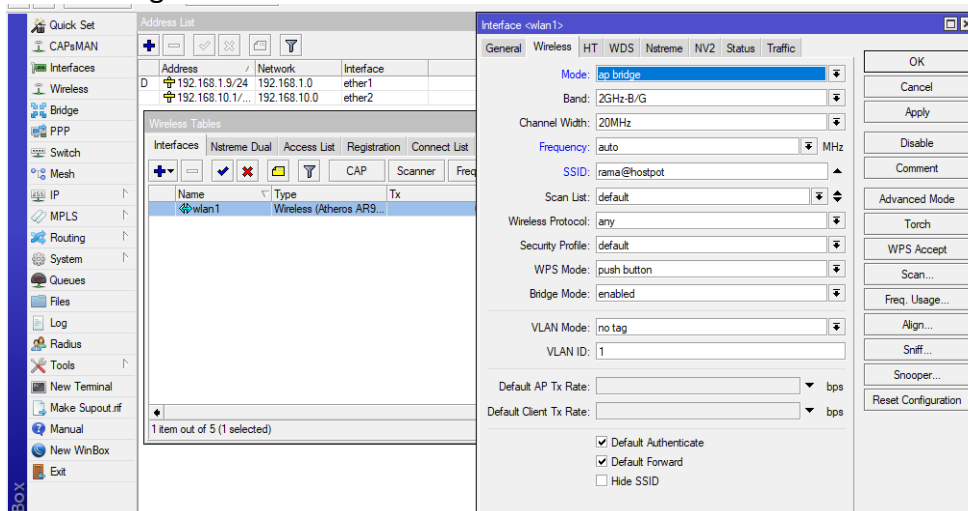 Quick Set
CAPsMAN
Interfaces
Wireless
Bridge
PPP
Switch
Mesh
IP
MPLS
Routing
System
Queues
Files
Log
Radius
Tools
New Terminal
Make Supout.rif
Manual
New WinBox
Exit
Box
Address List
Address / Network Interface
D 192.168.1.9/24 192.168.1.0 ether1
192.168.10.1/... 192.168.10.0 ether2
Wireless Tables
Interfaces Nstreme Dual Access List Registration Connect List
CAP Scanner Freq
Name Type Tx
wlan1 Wireless (Atheros AR9...
1 item out of 5 (1 selected)
Interface <wlan1>
General Wireless HT WDS Nstreme NV2 Status Traffic
Mode: ap bridge
Band: 2GHz-B/G
Channel Width: 20MHz
Frequency: auto MHz
SSID: rama@hostpot
Scan List: default
Wireless Protocol: any
Security Profile: default
WPS Mode: push button
Bridge Mode: enabled
VLAN Mode: no tag
VLAN ID: 1
Default AP Tx Rate: bps
Default Client Tx Rate: bps
Default Authenticate
Default Forward
Hide SSID
OK
Cancel
Apply
Disable
Comment
Advanced Mode
Torch
WPS Accept
Scan...
Freq. Usage...
Align...
Sniff...
Snooper...
Reset Configuration